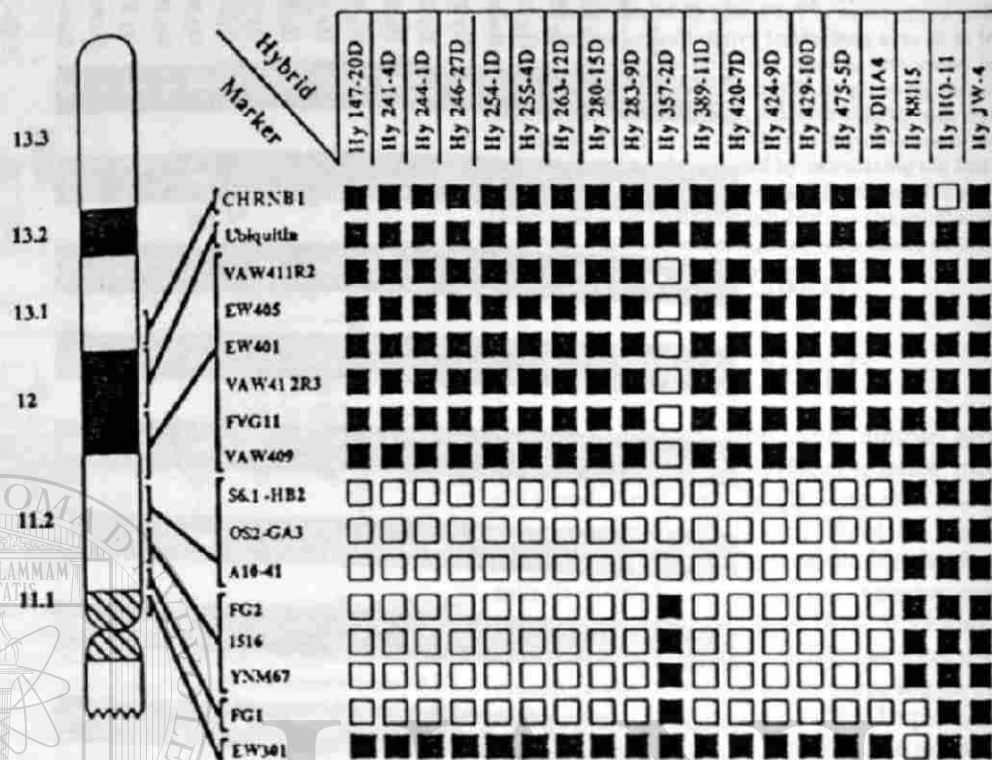 Hybrid
Marker
Hy 147-20D
Hy 241-4D
Hy 244-1D
Hy 246-27D
Hy 254-1D
Hy 255-4D
Hy 263-12D
Hy 280-15D
Hy 283-9D
Hy 357-2D
Hy 389-11D
Hy 420-7D
Hy 424-9D
Hy 429-10D
Hy 475-5D
Hy DIIA4
Hy 88II5
Hy HO-11
Hy JW-4
13.3
13.2
13.1
12
11.2
11.1
CHRNB1
Ubiquitin
VAW411R2
EW405
EW401
VAW412R3
FVG11
VAW409
S6.1-HB2
OS2-GA3
A10-41
FG2
1516
YNM67
FG1
EW301